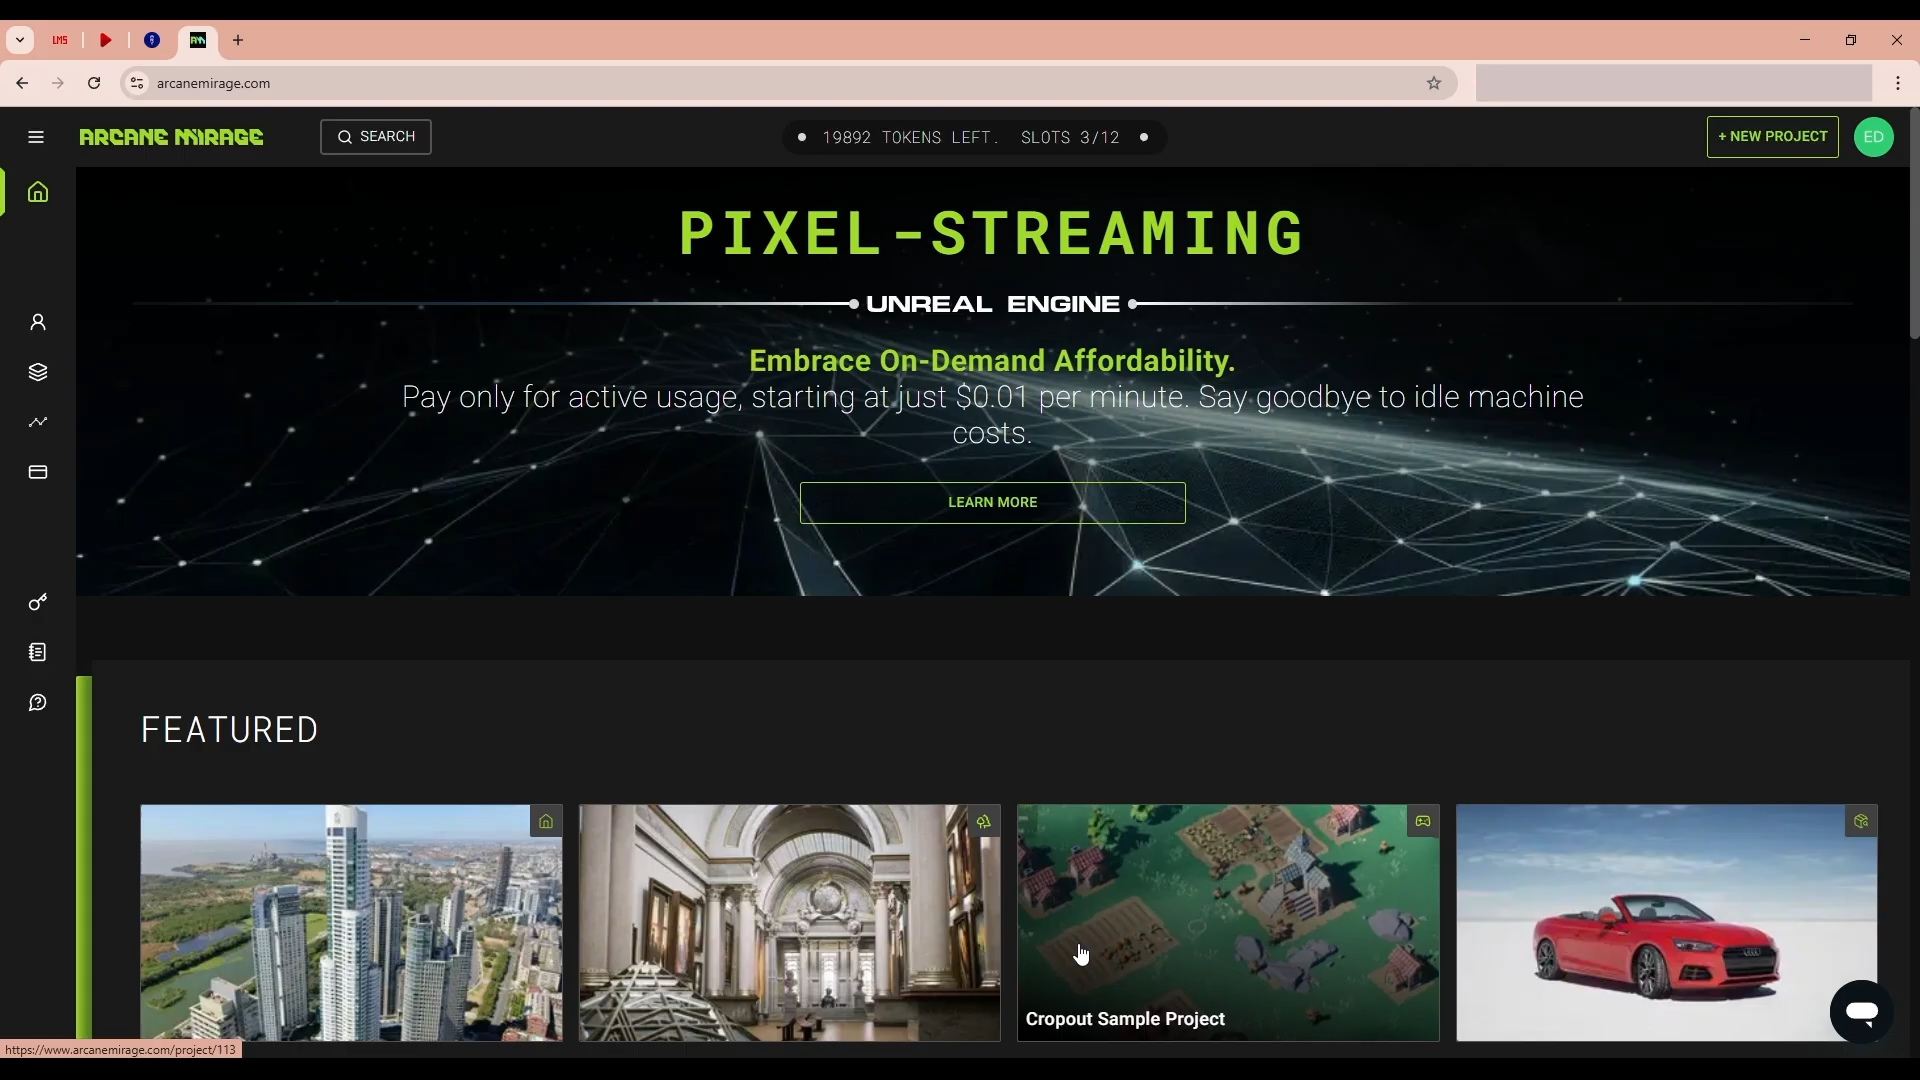 LMS
arcanemirage.com
ARCANE MIRAGE
SEARCH
19892 TOKENS LEFT. SLOTS 3/12
+ NEW PROJECT
ED
PIXEL-STREAMING
UNREAL ENGINE
Embrace On-Demand Affordability.
Pay only for active usage, starting at just $0.01 per minute. Say goodbye to idle machine
costs.
LEARN MORE
FEATURED
Cropout Sample Project
https://www.arcanemirage.com/project/113